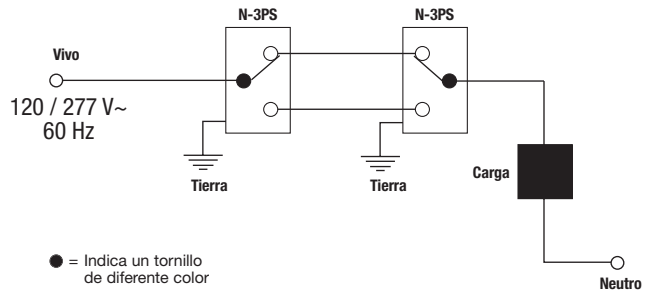 N-3PS
N-3PS
Vivo
120 / 277 V~
60 Hz
Tierra
Tierra
Carga
= Indica un tornillo
de diferente color
Neutro